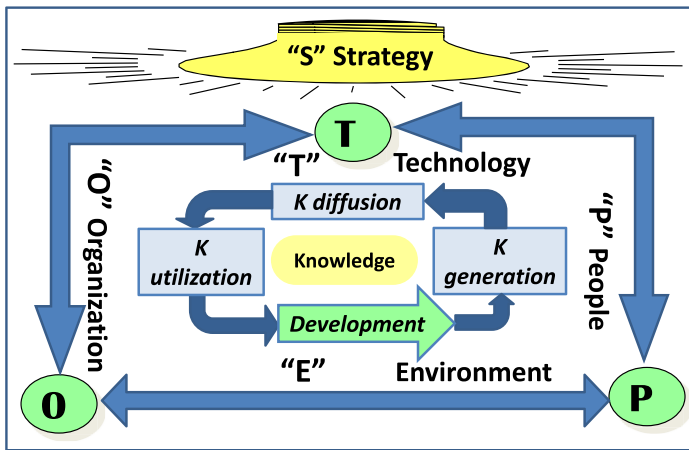 “S” Strategy
T
“T” Technology
“O” Organization
“P” People
K diffusion
K
utilization
Knowledge
K
generation
Development
“E” Environment
O
P